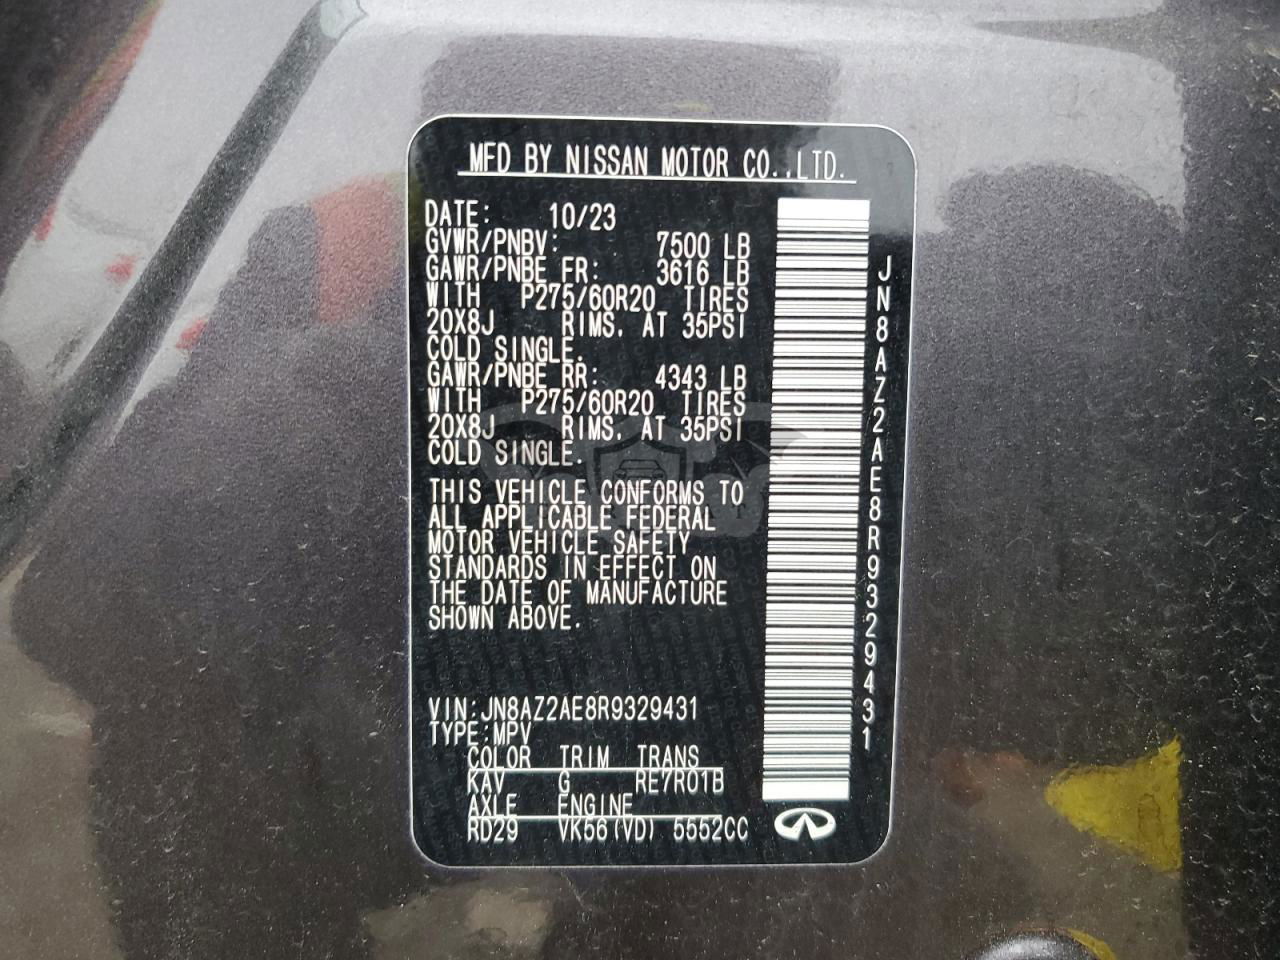 MFD BY NISSAN MOTOR CO.,LTD.
DATE: 10/23
GVWR/PNBV: 7500 LB
GAWR/PNBE FR: 3616 LB
WITH P275/60R20 TIRES
20X8J RIMS, AT 35PSI
COLD SINGLE.
GAWR/PNBE RR: 4343 LB
WITH P275/60R20 TIRES
20X8J RIMS, AT 35PSI
COLD SINGLE.
THIS VEHICLE CONFORMS TO
ALL APPLICABLE FEDERAL
MOTOR VEHICLE SAFETY
STANDARDS IN EFFECT ON
THE DATE OF MANUFACTURE
SHOWN ABOVE.
VIN:JN8AZ2AE8R9329431
TYPE:MPV
COLOR TRIM TRANS
KAV G RE7R01B
AXLE ENGINE
RD29 VK56(VD) 5552CC
JN8AZ2AE8R9329431